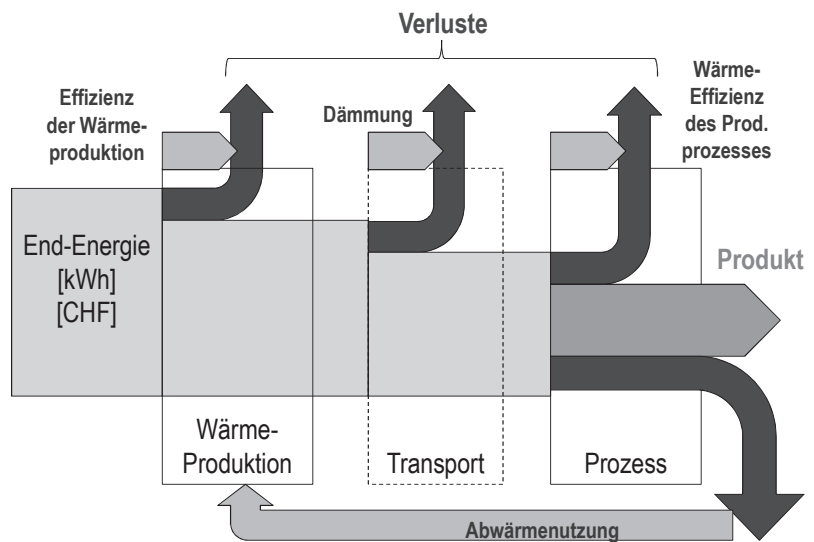 Verluste
Effizienz
der Wärme-
produktion
Dämmung
Wärme-
Effizienz
des Prod.
prozesses
End-Energie
[kWh]
[CHF]
Produkt
Wärme-
Produktion
Transport
Prozess
Abwärmenutzung